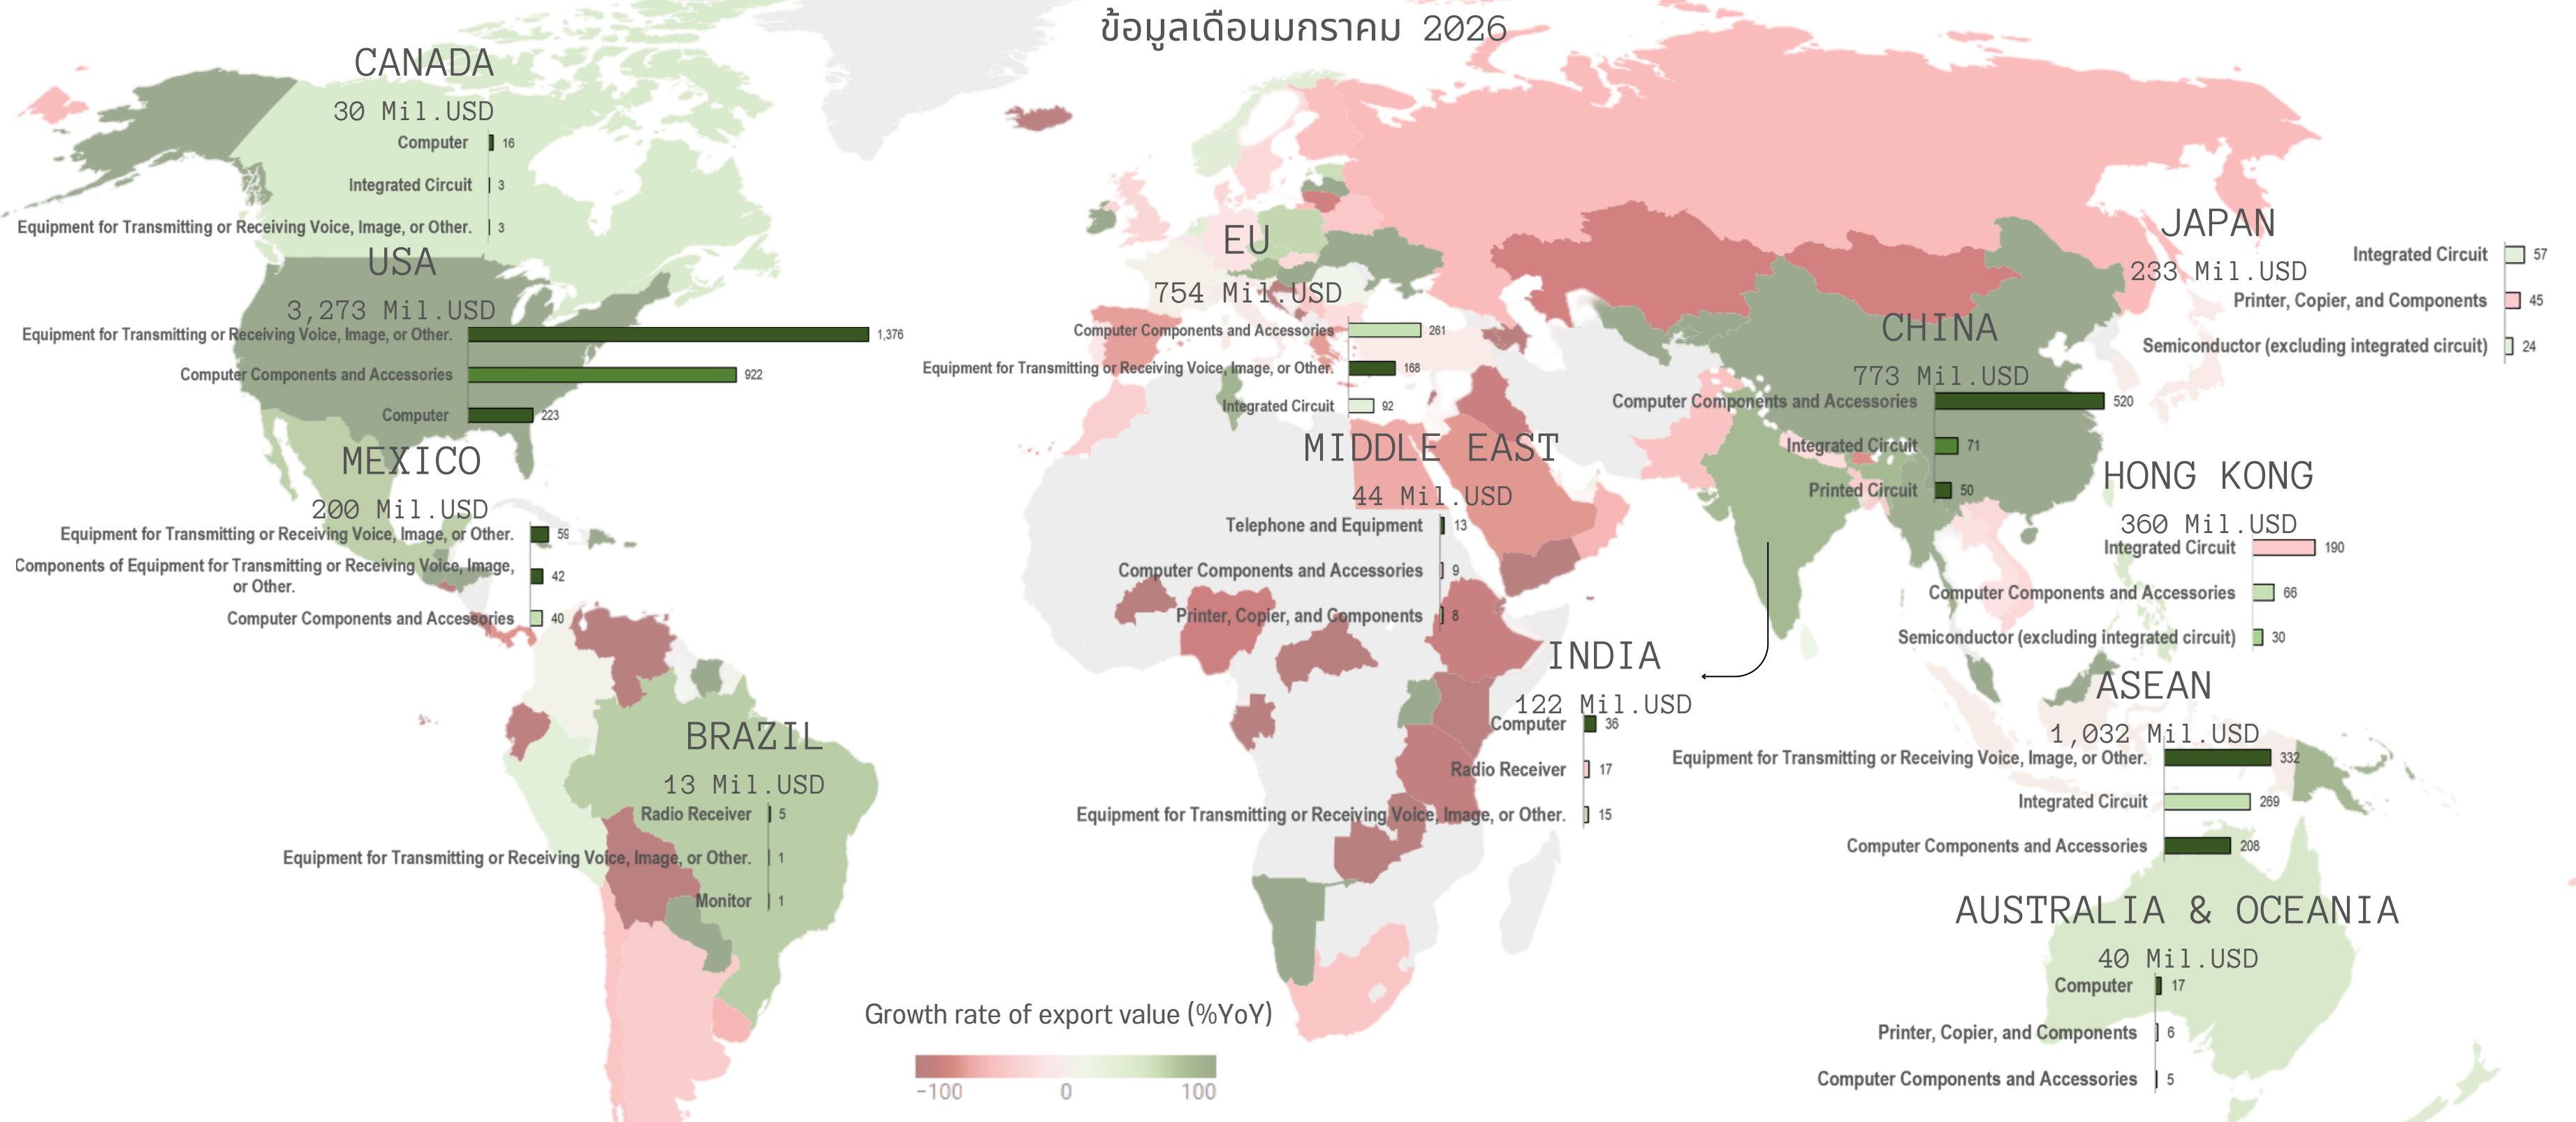 ข้อมูลเดือนมกราคม 2026
CANADA
30 Mil.USD
Computer 16
Integrated Circuit 3
Equipment for Transmitting or Receiving Voice, Image, or Other. 3
USA
3,273 Mil.USD
Equipment for Transmitting or Receiving Voice, Image, or Other. 1,376
Computer Components and Accessories 922
Computer 223
MEXICO
200 Mil.USD
Equipment for Transmitting or Receiving Voice, Image, or Other. 59
Components of Equipment for Transmitting or Receiving Voice, Image,
or Other. 42
Computer Components and Accessories 40
BRAZIL
13 Mil.USD
Radio Receiver 5
Equipment for Transmitting or Receiving Voice, Image, or Other. 1
Monitor 1
EU
754 Mil.USD
Computer Components and Accessories 261
Equipment for Transmitting or Receiving Voice, Image, or Other. 168
Integrated Circuit 92
MIDDLE EAST
44 Mil.USD
Telephone and Equipment 13
Computer Components and Accessories 9
Printer, Copier, and Components 8
INDIA
122 Mil.USD
Computer 36
Radio Receiver 17
Equipment for Transmitting or Receiving Voice, Image, or Other. 15
CHINA
773 Mil.USD
Computer Components and Accessories 520
Integrated Circuit 71
Printed Circuit 50
JAPAN
233 Mil.USD
Integrated Circuit 57
Printer, Copier, and Components 45
Semiconductor (excluding integrated circuit) 24
HONG KONG
360 Mil.USD
Integrated Circuit 190
Computer Components and Accessories 66
Semiconductor (excluding integrated circuit) 30
ASEAN
1,032 Mil.USD
Equipment for Transmitting or Receiving Voice, Image, or Other. 332
Integrated Circuit 269
Computer Components and Accessories 208
AUSTRALIA & OCEANIA
40 Mil.USD
Computer 17
Printer, Copier, and Components 6
Computer Components and Accessories 5
Growth rate of export value (%YoY)
-100 0 100